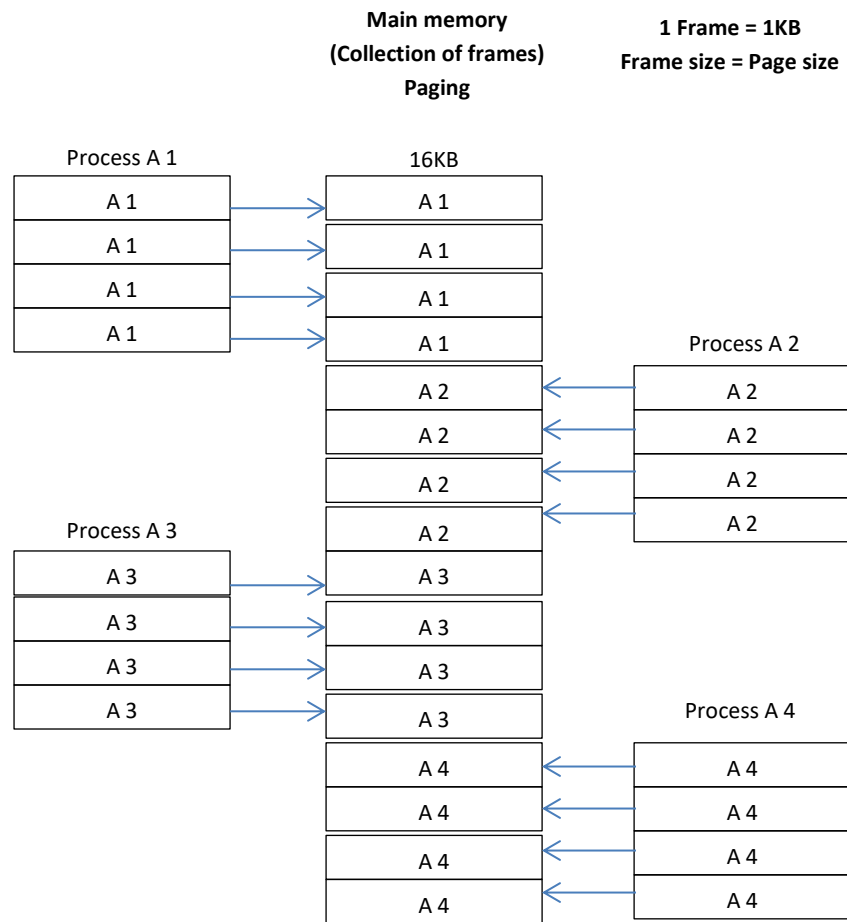 Main memory
(Collection of frames)
Paging
1 Frame = 1KB
Frame size = Page size
Process A 1
A 1
A 1
A 1
A 1
16KB
A 1
A 1
A 1
A 1
A 2
A 2
A 2
A 2
A 3
A 3
A 3
A 3
A 4
A 4
A 4
A 4
Process A 2
A 2
A 2
A 2
A 2
Process A 3
A 3
A 3
A 3
A 3
Process A 4
A 4
A 4
A 4
A 4